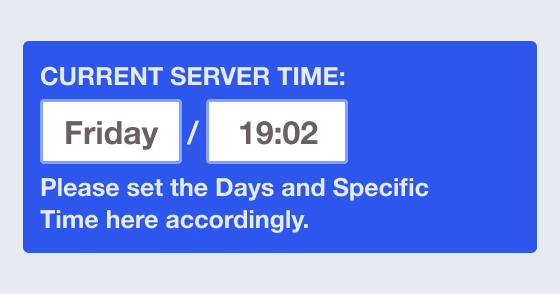 CURRENT SERVER TIME:
Friday / 19:02
Please set the Days and Specific
Time here accordingly.